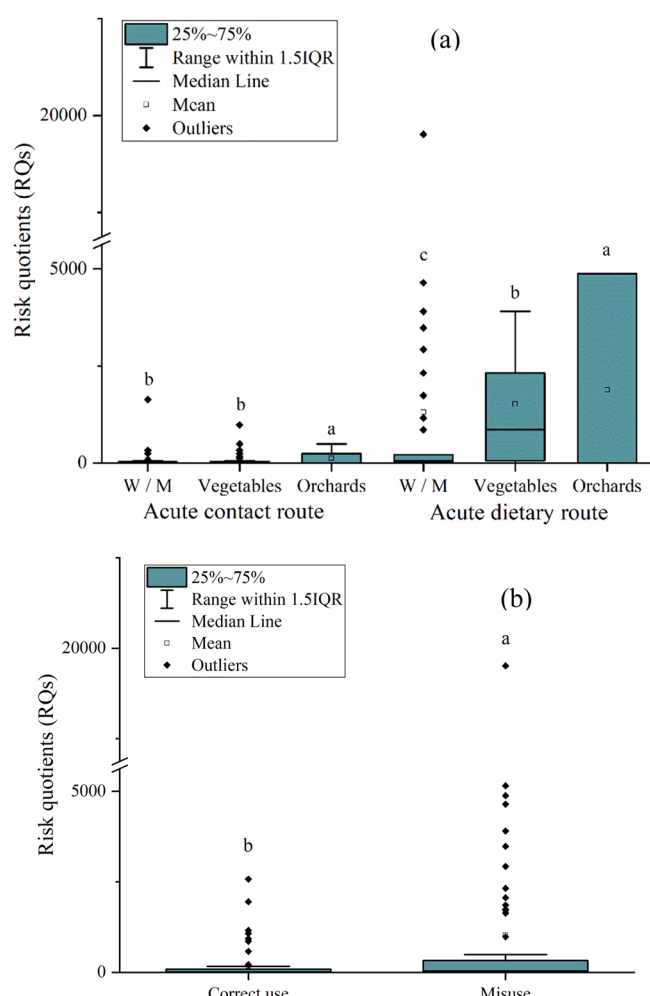 (a)
25%~75%
Range within 1.5IQR
Median Line
Mean
Outliers
20000
5000
0
Risk quotients (RQs)
b
b
a
c
b
a
W / M
Vegetables
Orchards
W / M
Vegetables
Orchards
Acute contact route
Acute dietary route
(b)
25%~75%
Range within 1.5IQR
Median Line
Mean
Outliers
20000
5000
0
Risk quotients (RQs)
b
a
Correct use
Misuse